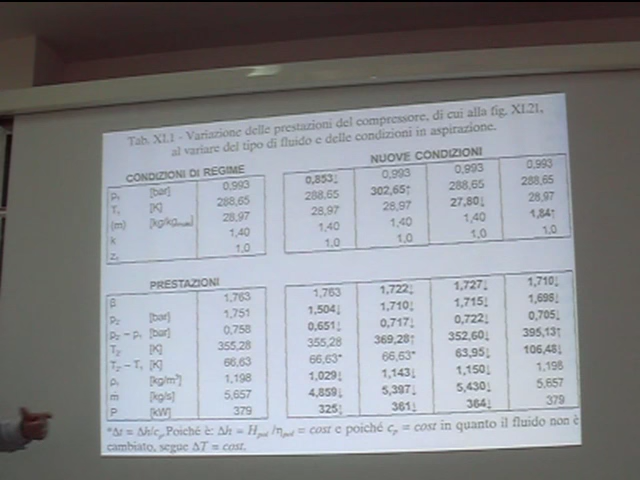 Tab. XI.1 - Variazione delle prestazioni del compressore, di cui alla fig. XI.21,
al variare del tipo di fluido e delle condizioni in aspirazione.
CONDIZIONI DI REGIME NUOVE CONDIZIONI
p₁ [bar] 0,993 0,853↓ 0,993 0,993 0,993
T₁ [K] 288,65 288,65 302,65↑ 288,65 288,65
(m) [kg/kgmol] 28,97 28,97 28,97 27,80↓ 28,97
k 1,40 1,40 1,40 1,40 1,84↑
z₁ 1,0 1,0 1,0 1,0 1,0
PRESTAZIONI
β 1,763 1,763 1,722↓ 1,727↓ 1,710↓
p₂ [bar] 1,751 1,504↓ 1,710↓ 1,715↓ 1,698↓
p₂ – p₁ [bar] 0,758 0,651↓ 0,717↓ 0,722↓ 0,705↓
T₂ [K] 355,28 355,28 369,28↑ 352,60↓ 395,13↑
T₂ – T₁ [K] 66,63 66,63* 66,63* 63,95↓ 106,48↓
ρ₁ [kg/m³] 1,198 1,029↓ 1,143↓ 1,150↓ 1,198
ṁ [kg/s] 5,657 4,859↓ 5,397↓ 5,430↓ 5,657
P [kW] 379 325↓ 361↓ 364↓ 379
*Δt = Δh/cp. Poiché è: Δh = Hpol /ηpol = cost e poiché cp = cost in quanto il fluido non è
cambiato, segue ΔT = cost.